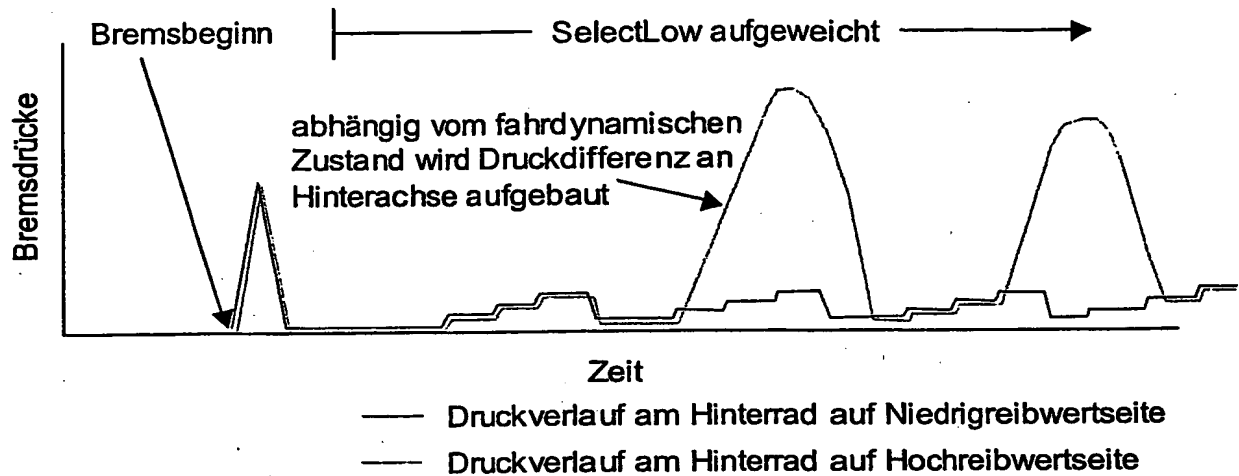 Bremsbeginn
SelectLow aufgeweicht
Bremsdrücke
abhängig vom fahrdynamischen
Zustand wird Druckdifferenz an
Hinterachse aufgebaut
Zeit
Druckverlauf am Hinterrad auf Niedrigreibwertseite
Druckverlauf am Hinterrad auf Hochreibwertseite